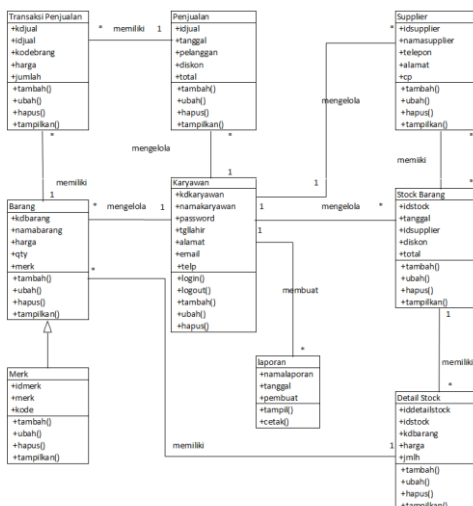 Transaksi Penjualan
+kdjual
+idjual
+kodebrang
+harga
+jumlah
+tambah()
+ubah()
+hapus()
+tampilkan()
* memiliki 1
Penjualan
+idjual
+tanggal
+pelanggan
+diskon
+total
+tambah()
+ubah()
+hapus()
+tampilkan()
Supplier
+idsupplier
+namasupplier
+telepon
+alamat
+cp
+tambah()
+ubah()
+hapus()
+tampilkan()
*
mengelola
*
mengelola
1
*
memiliki
1
*
memiiki
*
1
Barang
+kdbarang
+namabarang
+harga
+qty
+merk
+tambah()
+ubah()
+hapus()
+tampilkan()
* mengelola 1
*
Karyawan
+kdkaryawan
+namakaryawan
+password
+tgllahir
+alamat
+email
+telp
+login()
+logout()
+tambah()
+ubah()
+hapus()
1
1
mengelola *
1
Stock Barang
+idstock
+tanggal
+idsupplier
+diskon
+total
+tambah()
+ubah()
+hapus()
+tampilkan()
membuat
*
1
memiliki
*
Merk
+idmerk
+merk
+kode
+tambah()
+ubah()
+hapus()
+tampilkan()
laporan
+namalaporan
+tanggal
+pembuat
+tampil()
+cetak()
memiliki 1
Detail Stock
+iddetailstock
+idstock
+kdbarang
+harga
+jmlh
+tambah()
+ubah()
+hapus()
+tampilkan()